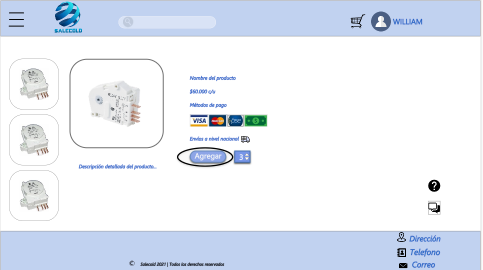 SALECOLD
WILLIAM
Nombre del producto
$60.000 c/u
Métodos de pago
VISA
Envíos a nivel nacional
Agregar 3
Descripción detallada del producto...
Dirección
Telefono
Correo
© Salecold 2021 | Todos los derechos reservados